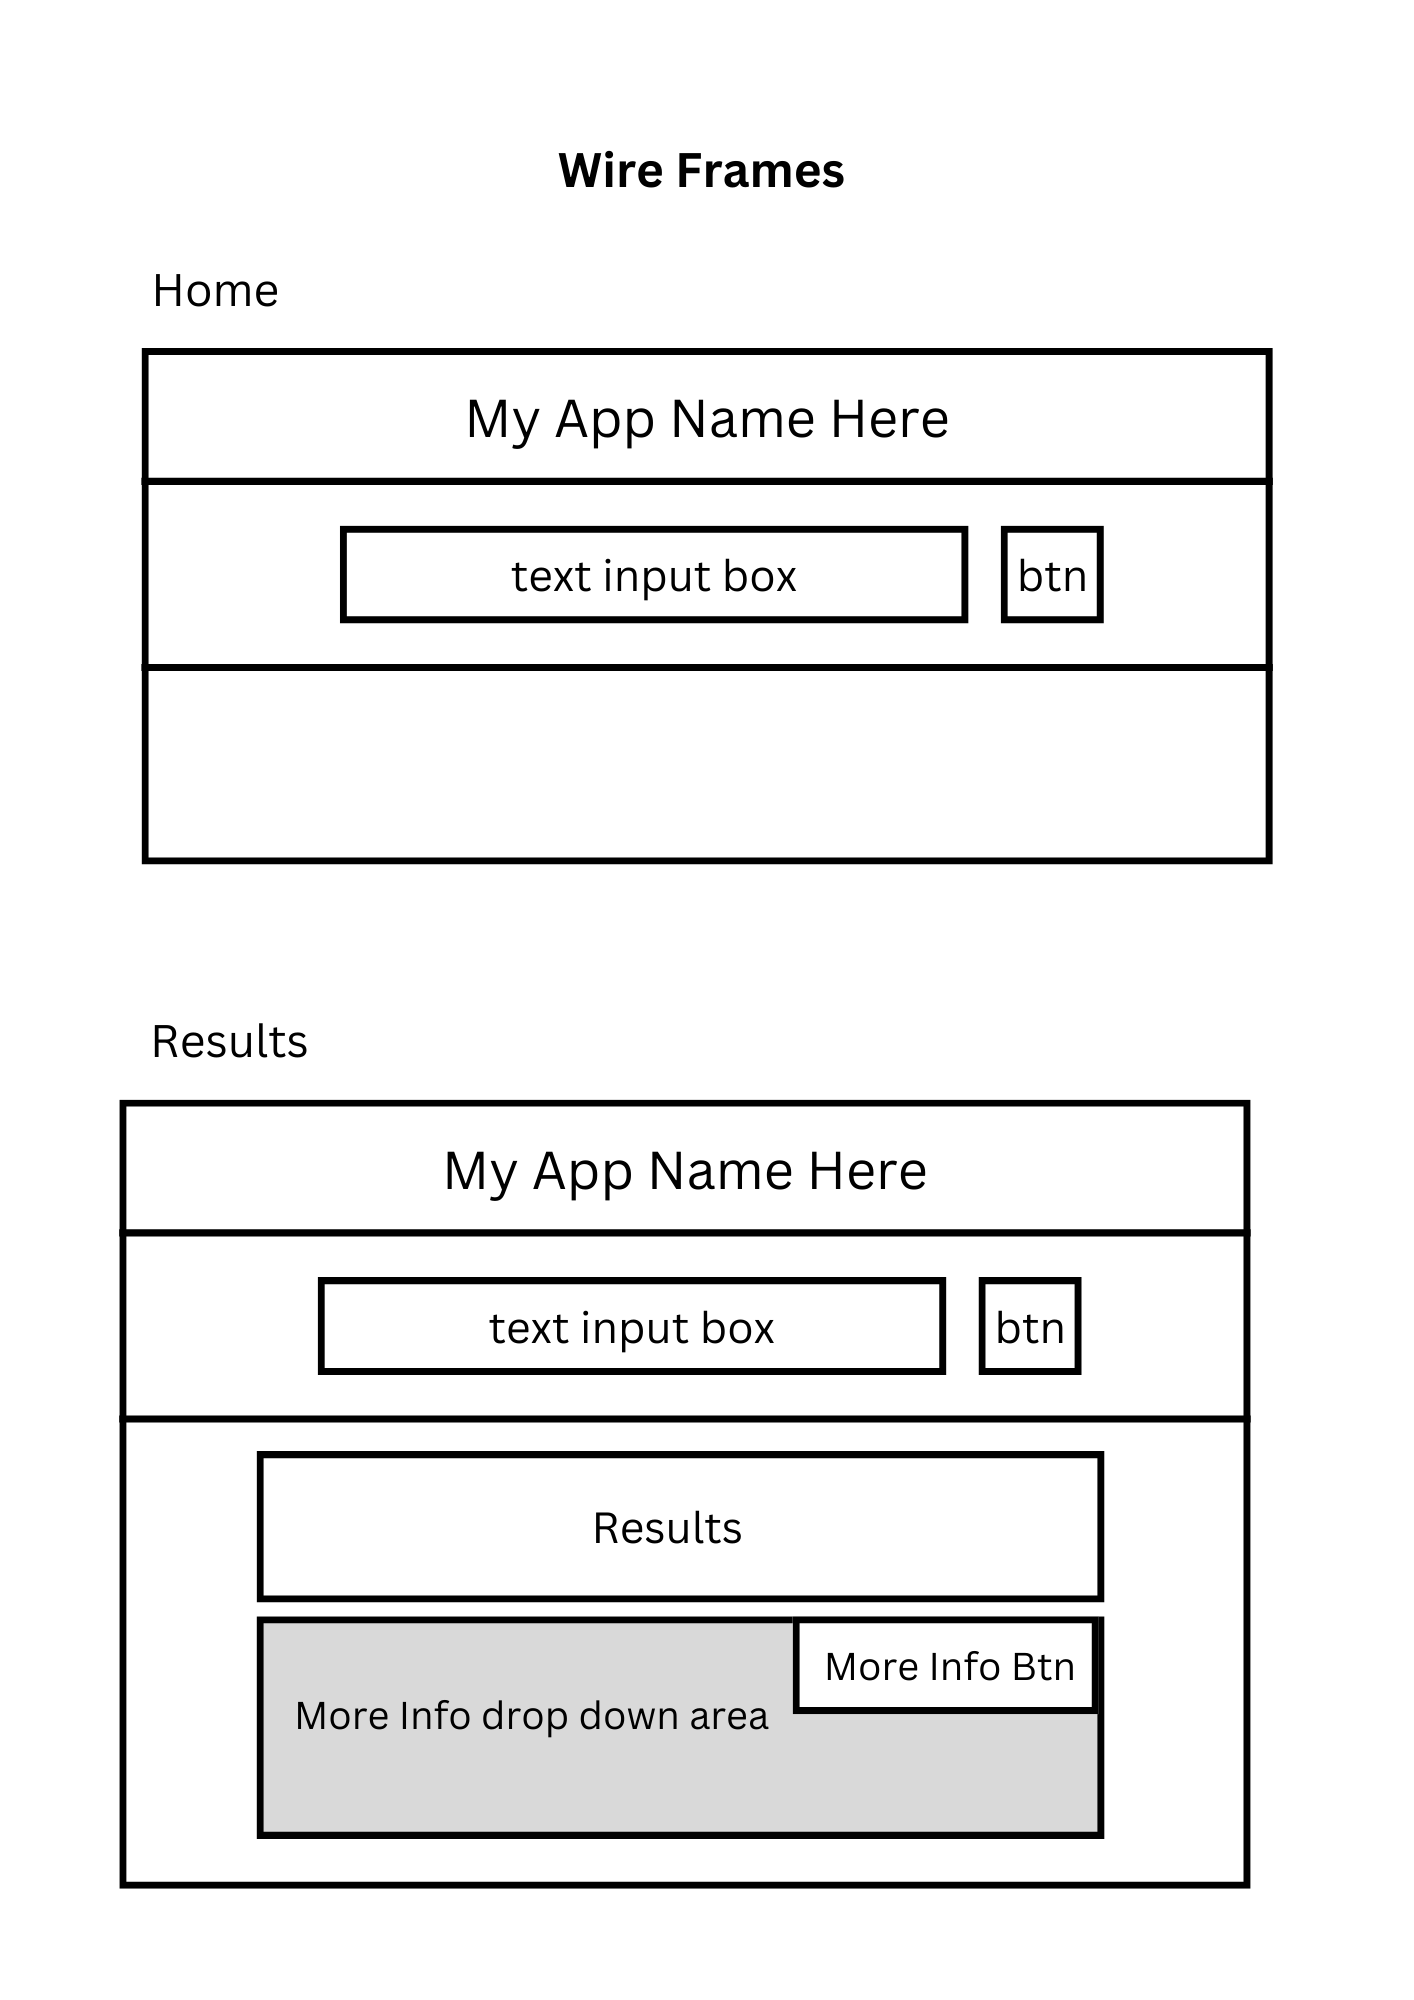 Wire Frames
Home
My App Name Here
text input box
btn
Results
My App Name Here
text input box
btn
Results
More Info Btn
More Info drop down area